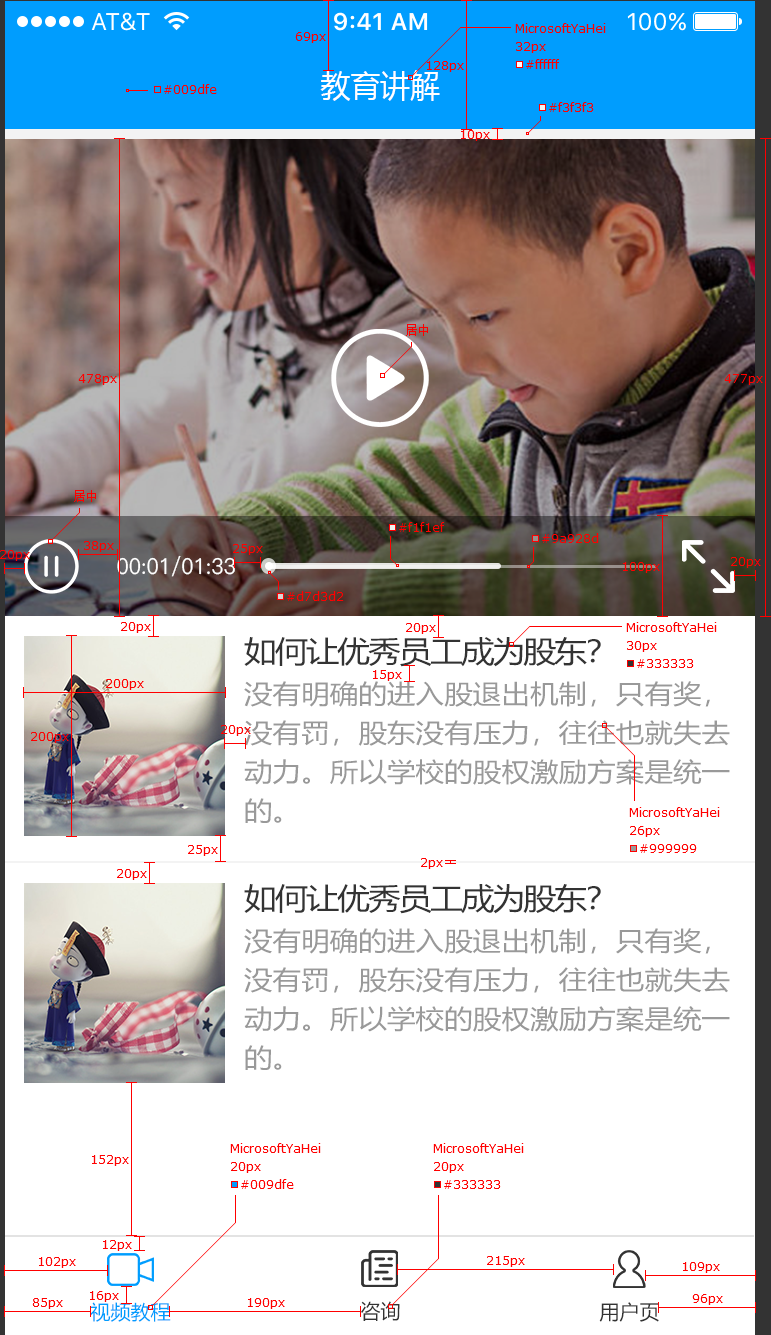 AT&T 9:41 AM 100%
69px
MicrosoftYaHei
32px
#ffffff
128px
教育讲解
#009dfe
#f3f3f3
10px
居中
478px
477px
居中
#f1f1ef
25px
38px
20px
00:01/01:33
100px
20px
#d7d3d2
20px
20px
MicrosoftYaHei
30px
#333333
如何让优秀员工成为股东?
15px
200px
200px
20px
没有明确的进入股退出机制，只有奖，
没有罚，股东没有压力，往往也就失去
动力。所以学校的股权激励方案是统一
的。
MicrosoftYaHei
26px
#999999
25px
2px
20px
如何让优秀员工成为股东?
没有明确的进入股退出机制，只有奖，
没有罚，股东没有压力，往往也就失去
动力。所以学校的股权激励方案是统一
的。
152px
MicrosoftYaHei
20px
#009dfe
MicrosoftYaHei
20px
#333333
12px
102px
215px
109px
16px
85px
190px
96px
视频教程
咨询
用户页